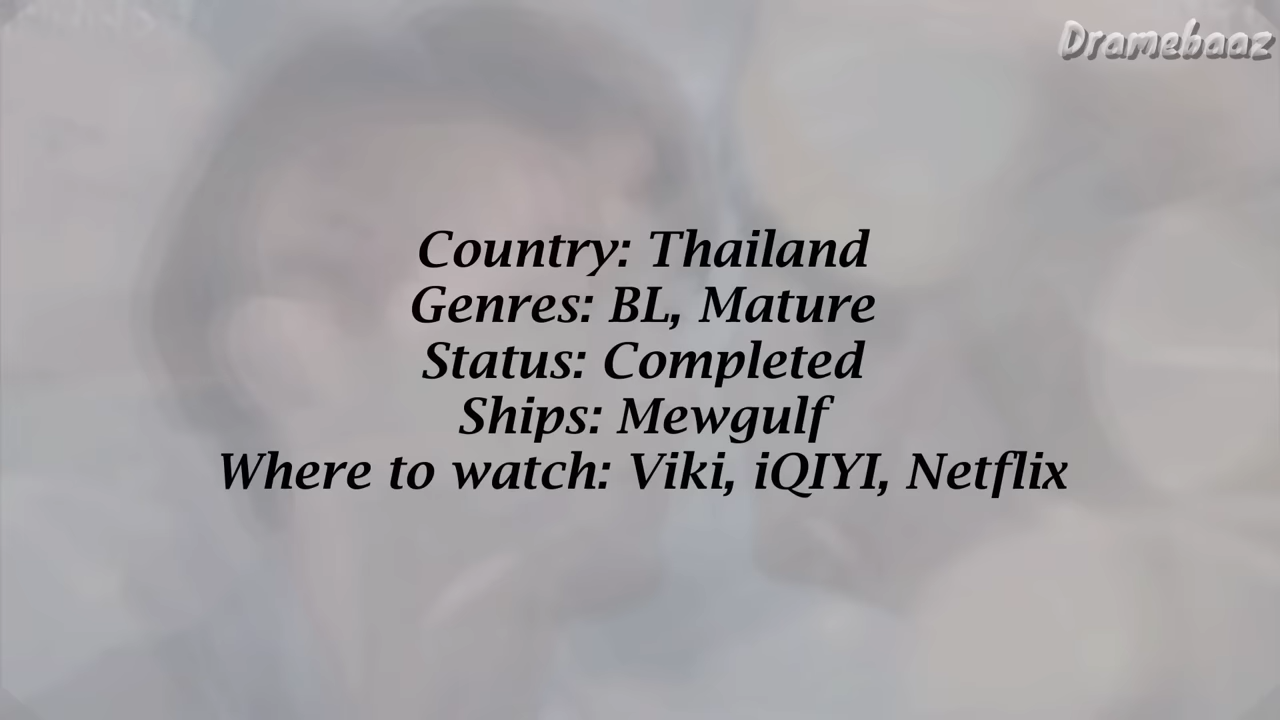 Dramebaaz
Country: Thailand
Genres: BL, Mature
Status: Completed
Ships: Mewgulf
Where to watch: Viki, iQIYI, Netflix